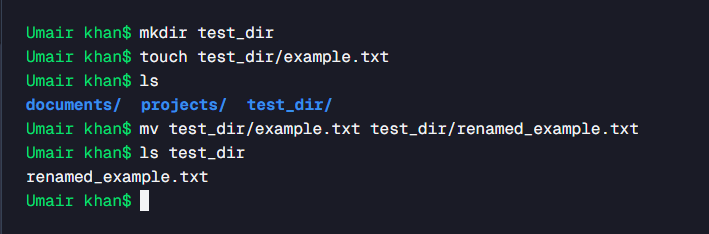 Umair khan$ mkdir test_dir
Umair khan$ touch test_dir/example.txt
Umair khan$ ls
documents/  projects/  test_dir/
Umair khan$ mv test_dir/example.txt test_dir/renamed_example.txt
Umair khan$ ls test_dir
renamed_example.txt
Umair khan$